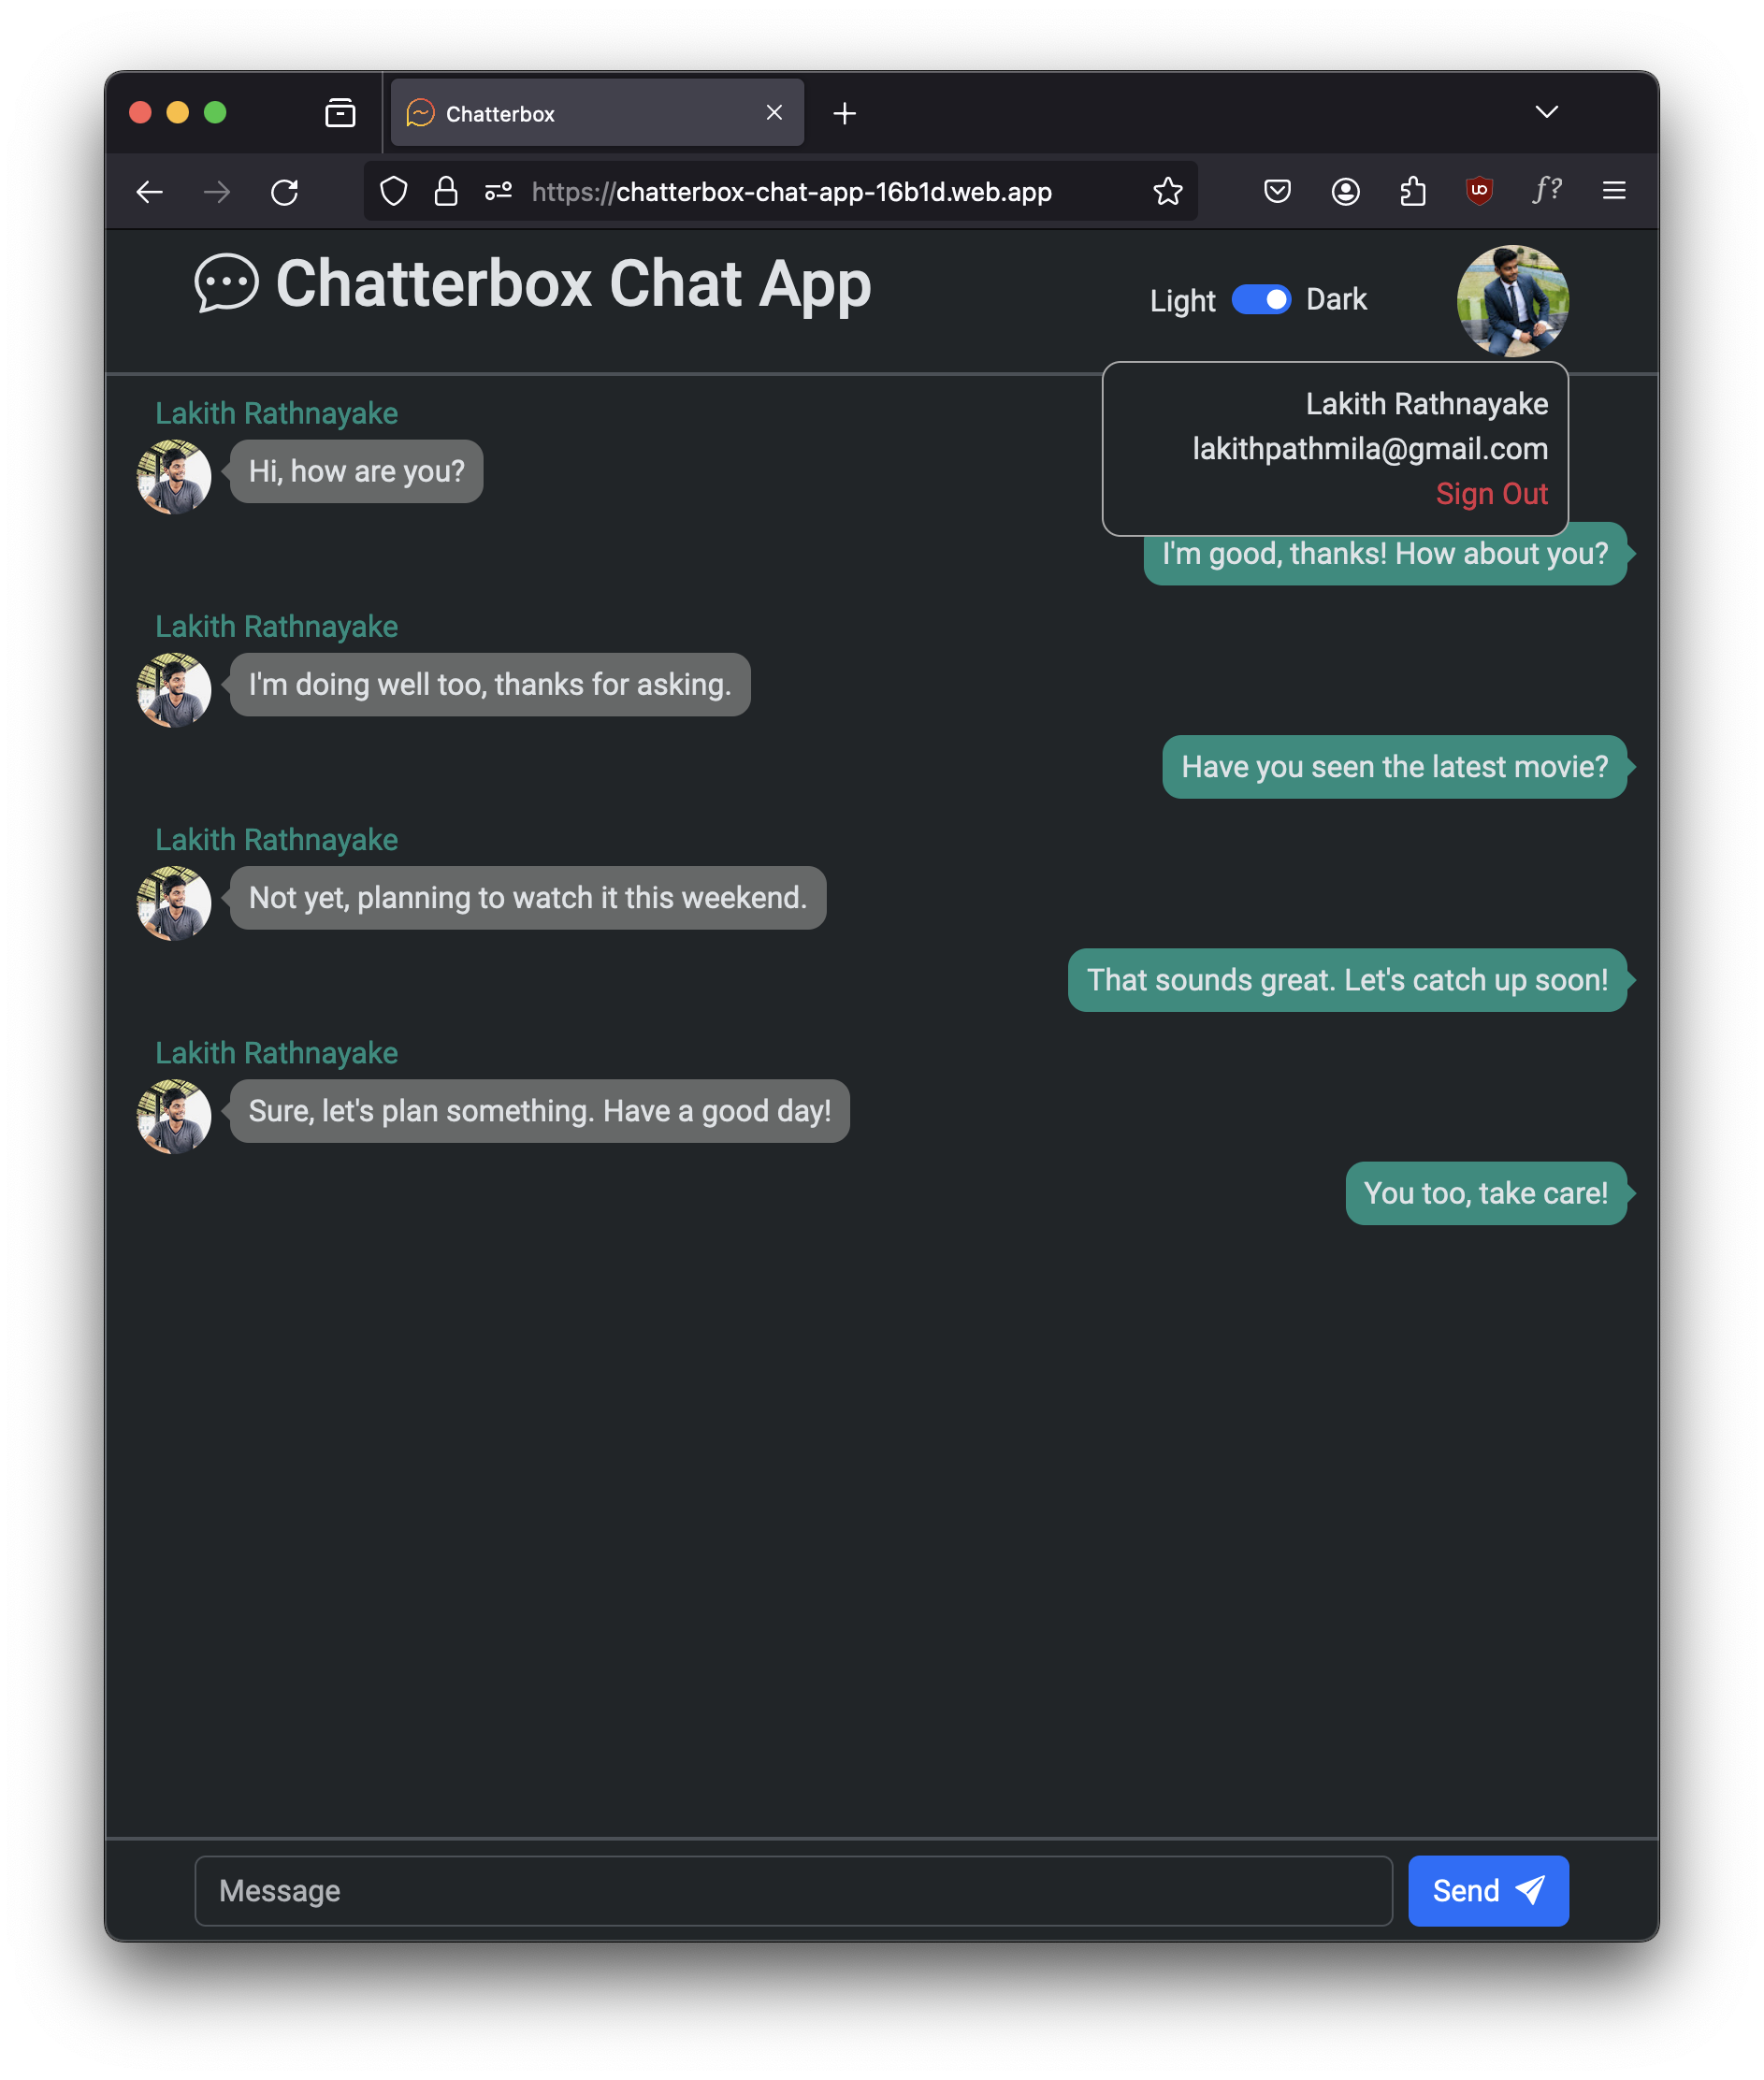 Chatterbox
https://chatterbox-chat-app-16b1d.web.app
Chatterbox Chat App
Light
Dark
Lakith Rathnayake
lakithpathmila@gmail.com
Sign Out
Lakith Rathnayake
Hi, how are you?
I'm good, thanks! How about you?
Lakith Rathnayake
I'm doing well too, thanks for asking.
Have you seen the latest movie?
Lakith Rathnayake
Not yet, planning to watch it this weekend.
That sounds great. Let's catch up soon!
Lakith Rathnayake
Sure, let's plan something. Have a good day!
You too, take care!
Message
Send